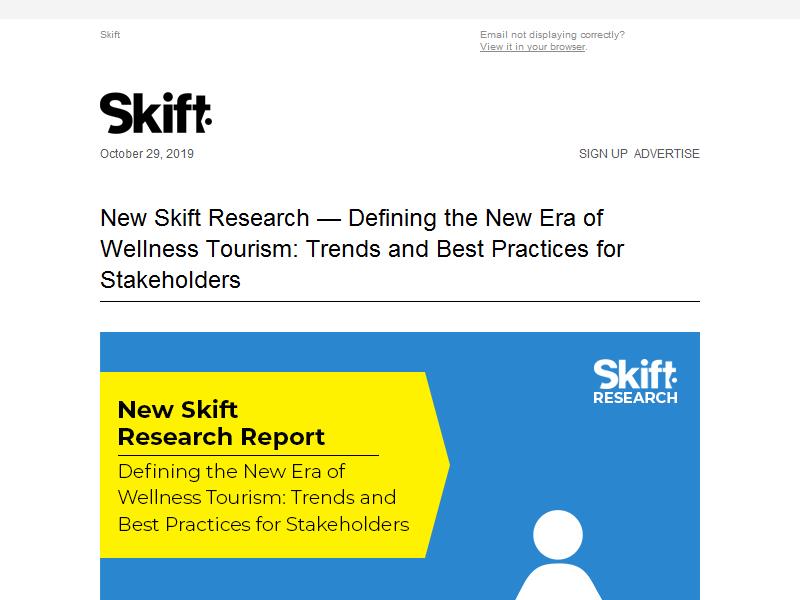 Skift
Email not displaying correctly?
View it in your browser.
Skift
October 29, 2019
SIGN UP ADVERTISE
New Skift Research — Defining the New Era of
Wellness Tourism: Trends and Best Practices for
Stakeholders
Skift
RESEARCH
New Skift
Research Report
Defining the New Era of
Wellness Tourism: Trends and
Best Practices for Stakeholders